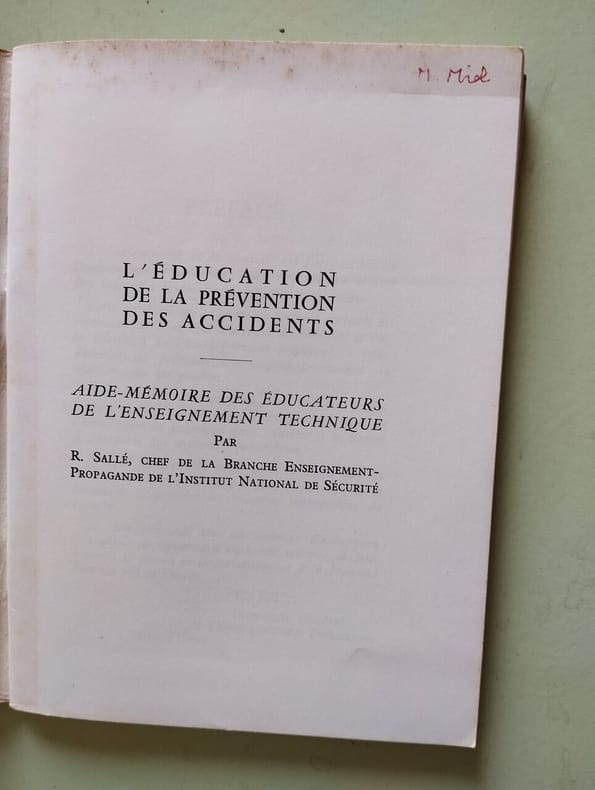 M. Mid
L'ÉDUCATION
DE LA PRÉVENTION
DES ACCIDENTS
AIDE-MÉMOIRE DES ÉDUCATEURS
DE L'ENSEIGNEMENT TECHNIQUE
PAR
R. SALLÉ, CHEF DE LA BRANCHE ENSEIGNEMENT-
PROPAGANDE DE L'INSTITUT NATIONAL DE SÉCURITÉ